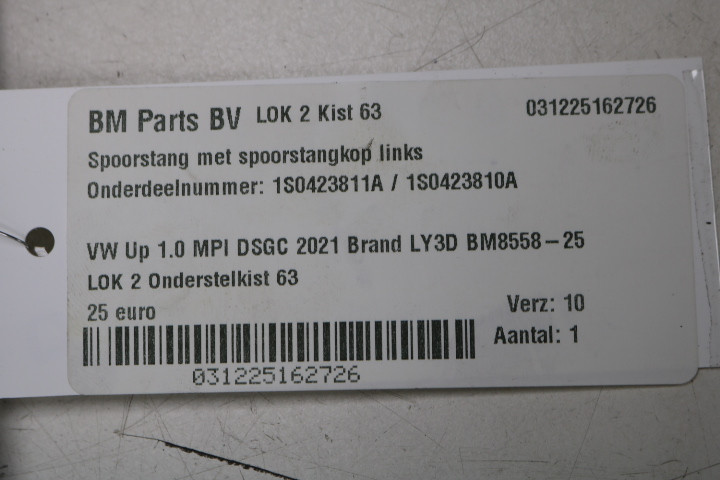 BM Parts BV LOK 2 Kist 63 031225162726
Spoorstang met spoorstangkop links
Onderdeelnummer: 1S0423811A / 1S0423810A
VW Up 1.0 MPI DSGC 2021 Brand LY3D BM8558-25
LOK 2 Onderstelkist 63
25 euro Verz: 10
Aantal: 1
031225162726